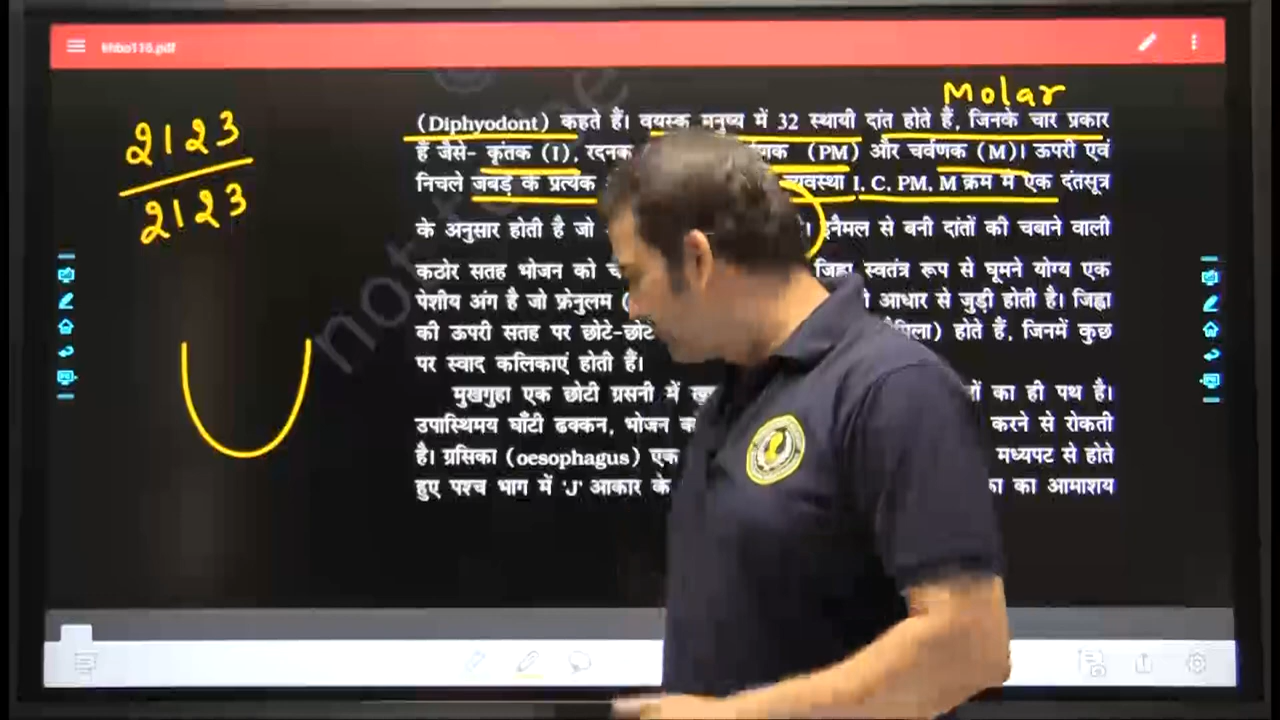 khbo116.pdf
Molar
2123
2123
(Diphyodont) कहते हैं। वयस्क मनुष्य में 32 स्थायी दांत होते हैं, जिनके चार प्रकार
हैं जैसे- कृंतक (I), रदनक (PM) और चर्वणक (M)। ऊपरी एवं
निचले जबड़े के प्रत्येक व्यवस्था I, C, PM, M क्रम में एक दंतसूत्र
के अनुसार होती है जो इनैमल से बनी दांतों की चबाने वाली
कठोर सतह भोजन को जिह्वा स्वतंत्र रूप से घूमने योग्य एक
पेशीय अंग है जो फ्रेनुलम आधार से जुड़ी होती है। जिह्वा
की ऊपरी सतह पर छोटे-छोटे होते हैं, जिनमें कुछ
पर स्वाद कलिकाएं होती हैं।
मुखगुहा एक छोटी ग्रसनी में का ही पथ है।
उपास्थिमय घाँटी ढक्कन, भोजन करने से रोकती
है। ग्रसिका (oesophagus) एक मध्यपट से होते
हुए पश्च भाग में 'J' आकार के का आमाशय
not